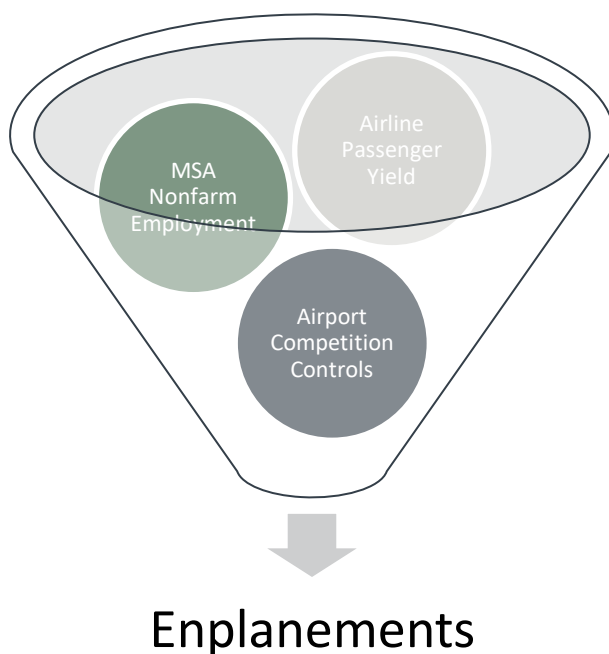 Airline
Passenger
Yield
MSA
Nonfarm
Employment
Airport
Competition
Controls
Enplanements